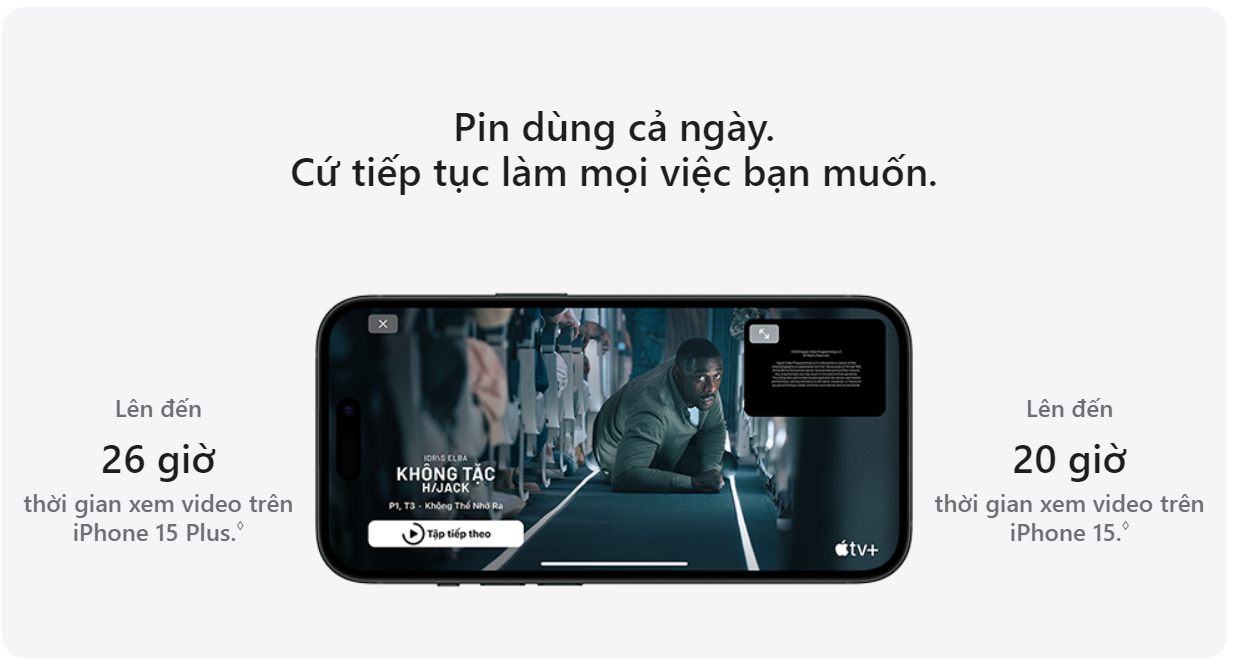 Pin dùng cả ngày.
Cứ tiếp tục làm mọi việc bạn muốn.
Lên đến
26 giờ
thời gian xem video trên
iPhone 15 Plus.◊
IDRIS ELBA
KHÔNG TẶC
H/JACK
P1, T3 · Không Thể Nhớ Ra
Tập tiếp theo
tv+
Lên đến
20 giờ
thời gian xem video trên
iPhone 15.◊